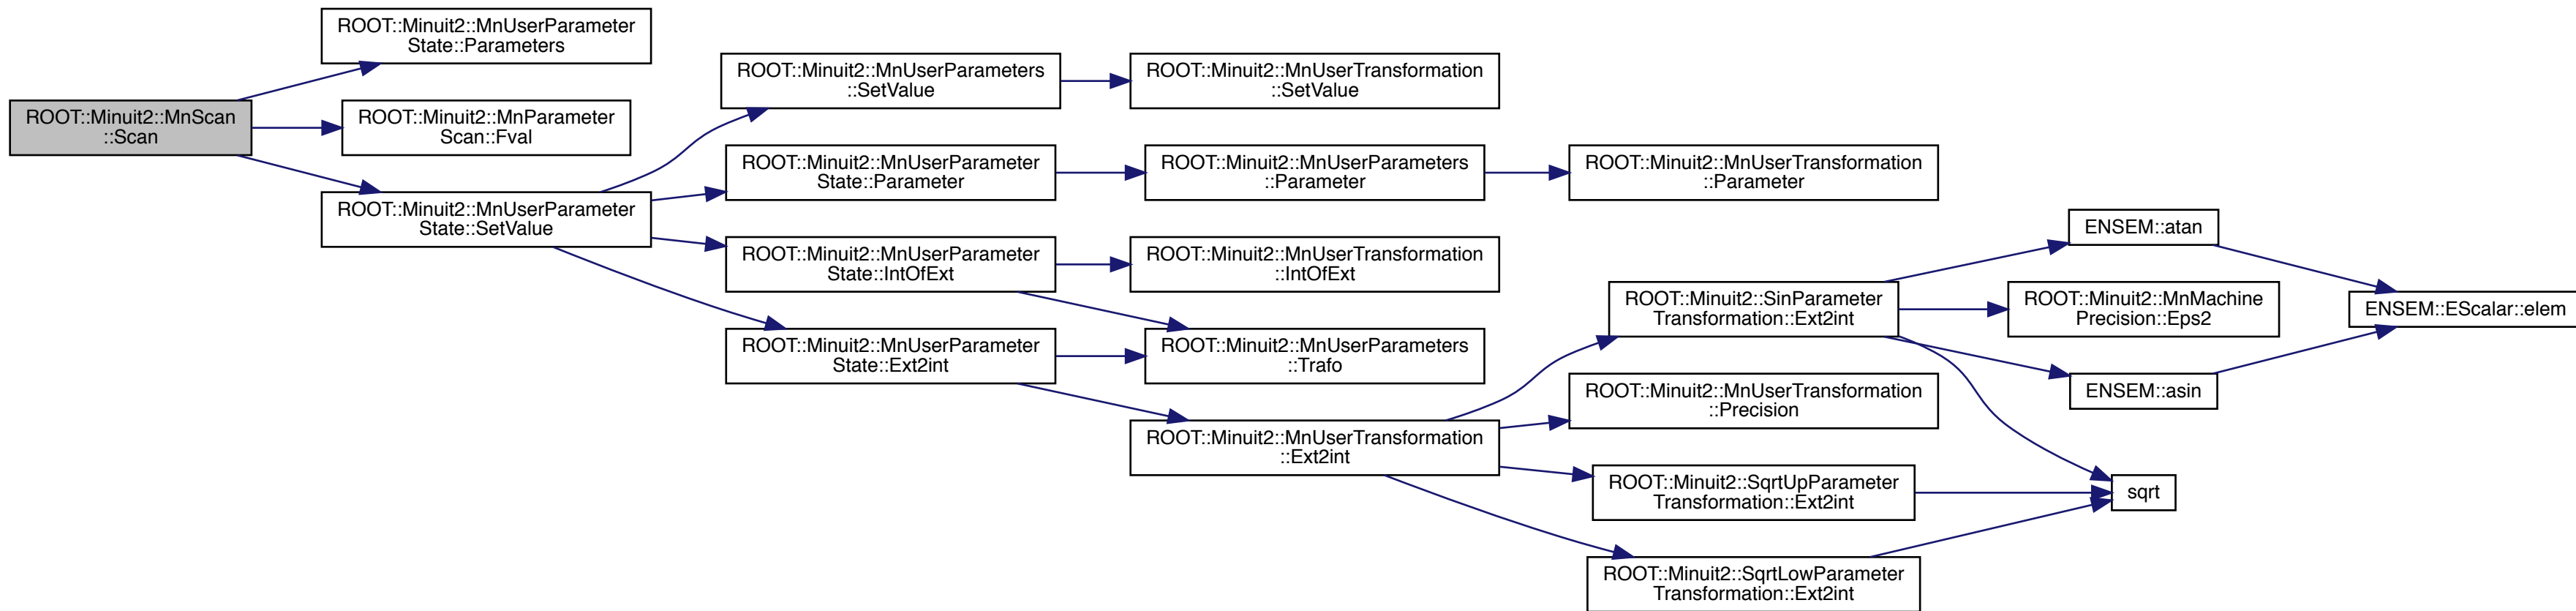 ROOT::Minuit2::MnScan
::Scan
ROOT::Minuit2::MnUserParameter
State::Parameters
ROOT::Minuit2::MnParameter
Scan::Fval
ROOT::Minuit2::MnUserParameter
State::SetValue
ROOT::Minuit2::MnUserParameters
::SetValue
ROOT::Minuit2::MnUserParameter
State::Parameter
ROOT::Minuit2::MnUserParameter
State::IntOfExt
ROOT::Minuit2::MnUserParameter
State::Ext2int
ROOT::Minuit2::MnUserTransformation
::SetValue
ROOT::Minuit2::MnUserParameters
::Parameter
ROOT::Minuit2::MnUserTransformation
::IntOfExt
ROOT::Minuit2::MnUserParameters
::Trafo
ROOT::Minuit2::MnUserTransformation
::Ext2int
ROOT::Minuit2::MnUserTransformation
::Parameter
ROOT::Minuit2::SinParameter
Transformation::Ext2int
ROOT::Minuit2::MnUserTransformation
::Precision
ROOT::Minuit2::SqrtUpParameter
Transformation::Ext2int
ROOT::Minuit2::SqrtLowParameter
Transformation::Ext2int
ENSEM::atan
ROOT::Minuit2::MnMachine
Precision::Eps2
ENSEM::asin
sqrt
ENSEM::EScalar::elem